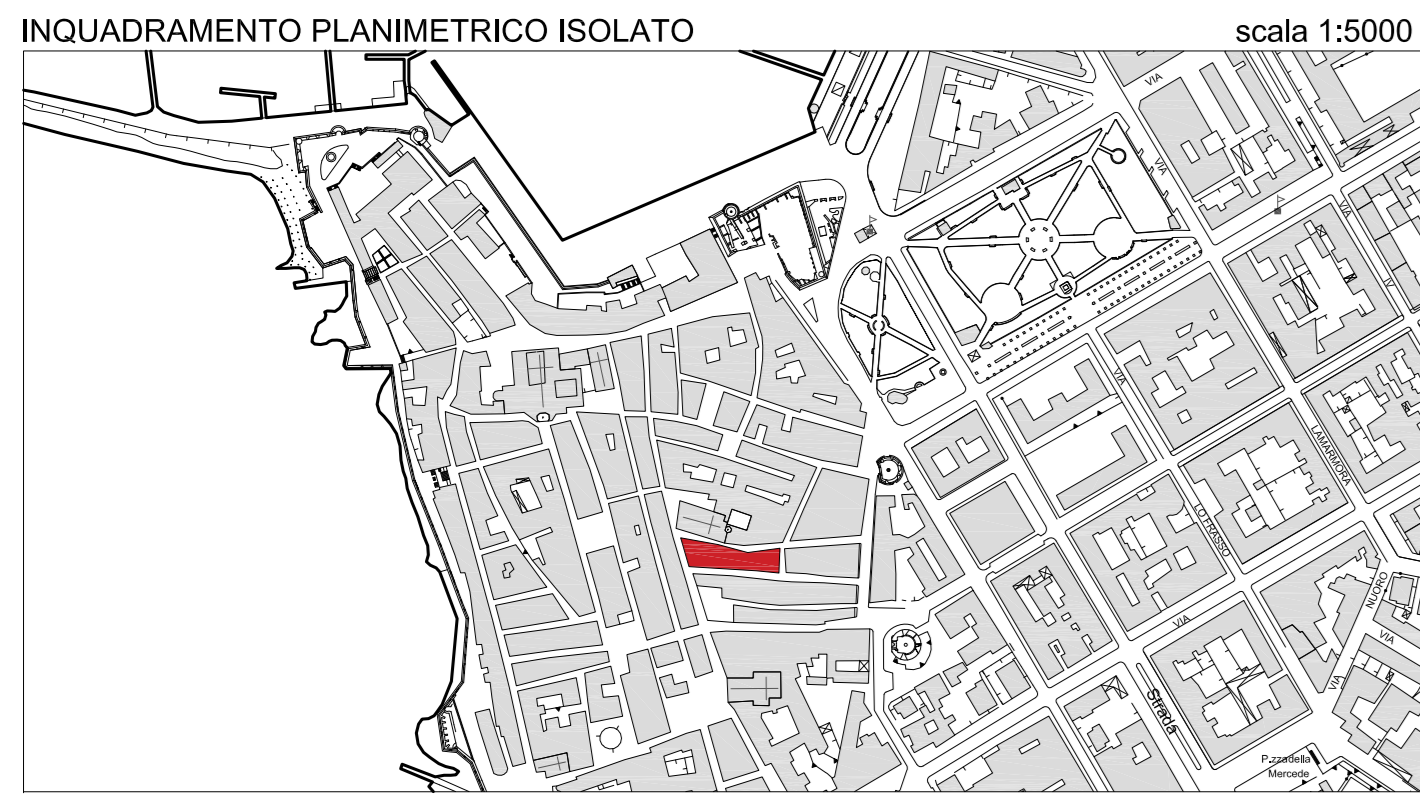 INQUADRAMENTO PLANIMETRICO ISOLATO
scala 1:5000
VIA
VIA
VIA
VIA
VIA
LAMARMORA
LO FRASSO
NUORO
VIA
VIA
VIA
Strada
P.zzadella
Mercede